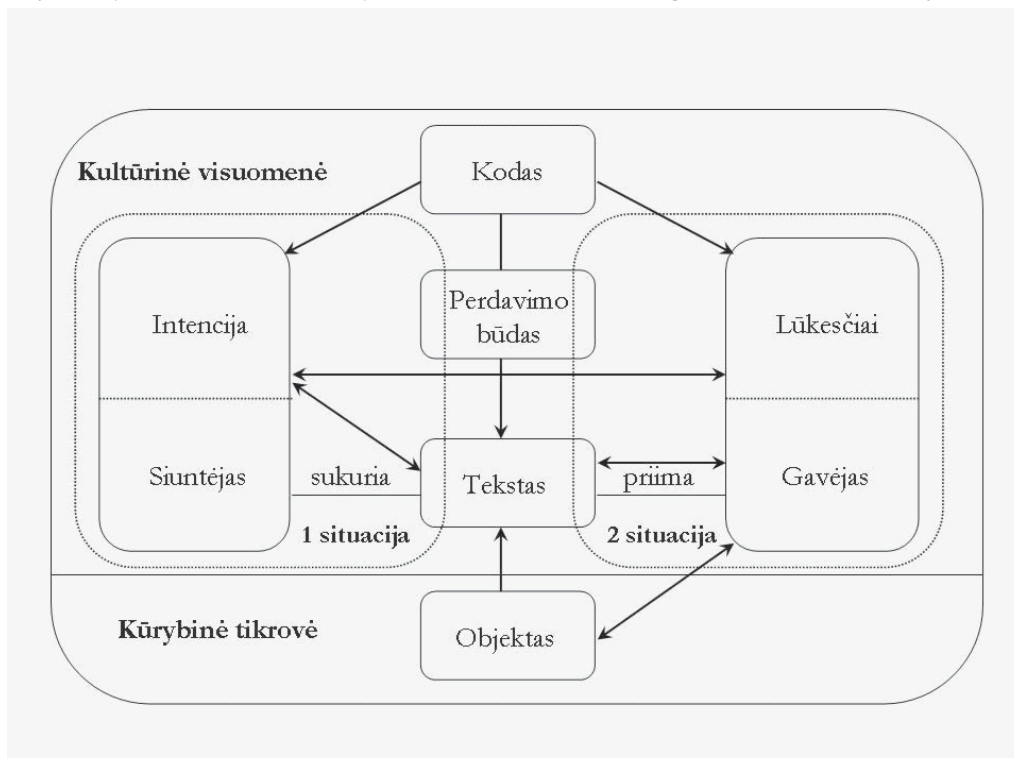 Kodas
Kultūrinė visuomenė
Perdavimo
būdas
Intencija
Lūkesčiai
Siuntėjas
sukuria
Tekstas
priima
Gavėjas
1 situacija
2 situacija
Kūrybinė tikrovė
Objektas